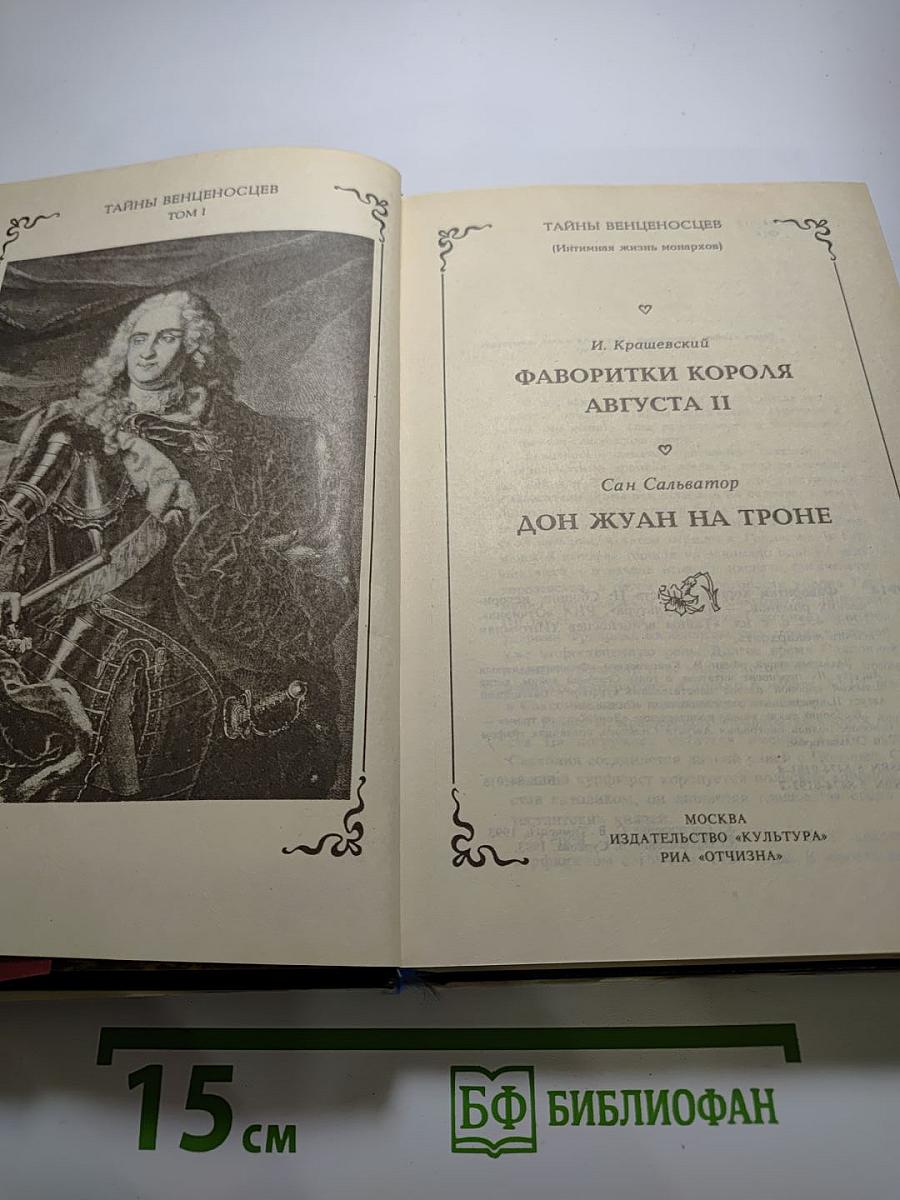 ТАЙНЫ ВЕНЦЕНОСЦЕВ
ТОМ I
ТАЙНЫ ВЕНЦЕНОСЦЕВ
(Интимная жизнь монархов)
И. Крашевский
ФАВОРИТКИ КОРОЛЯ
АВГУСТА II
Сан Сальватор
ДОН ЖУАН НА ТРОНЕ
МОСКВА
ИЗДАТЕЛЬСТВО «КУЛЬТУРА»
РИА «ОТЧИЗНА»
15 см
БФ БИБЛИОФАН